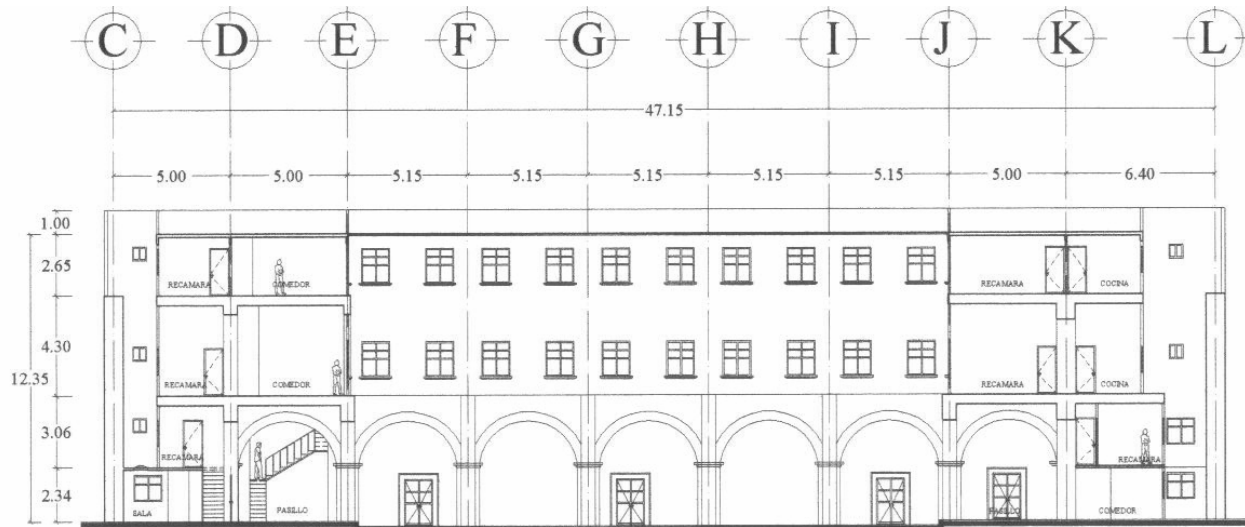 C D E F G H I J K L
47.15
5.00 5.00 5.15 5.15 5.15 5.15 5.15 5.00 6.40
1.00
2.65
RECAMARA COMEDOR RECAMARA COCINA
4.30
12.35
RECAMARA COMEDOR RECAMARA COCINA
3.06
RECAMARA RECAMARA
2.34
SALA PASILLO PASILLO COMEDOR